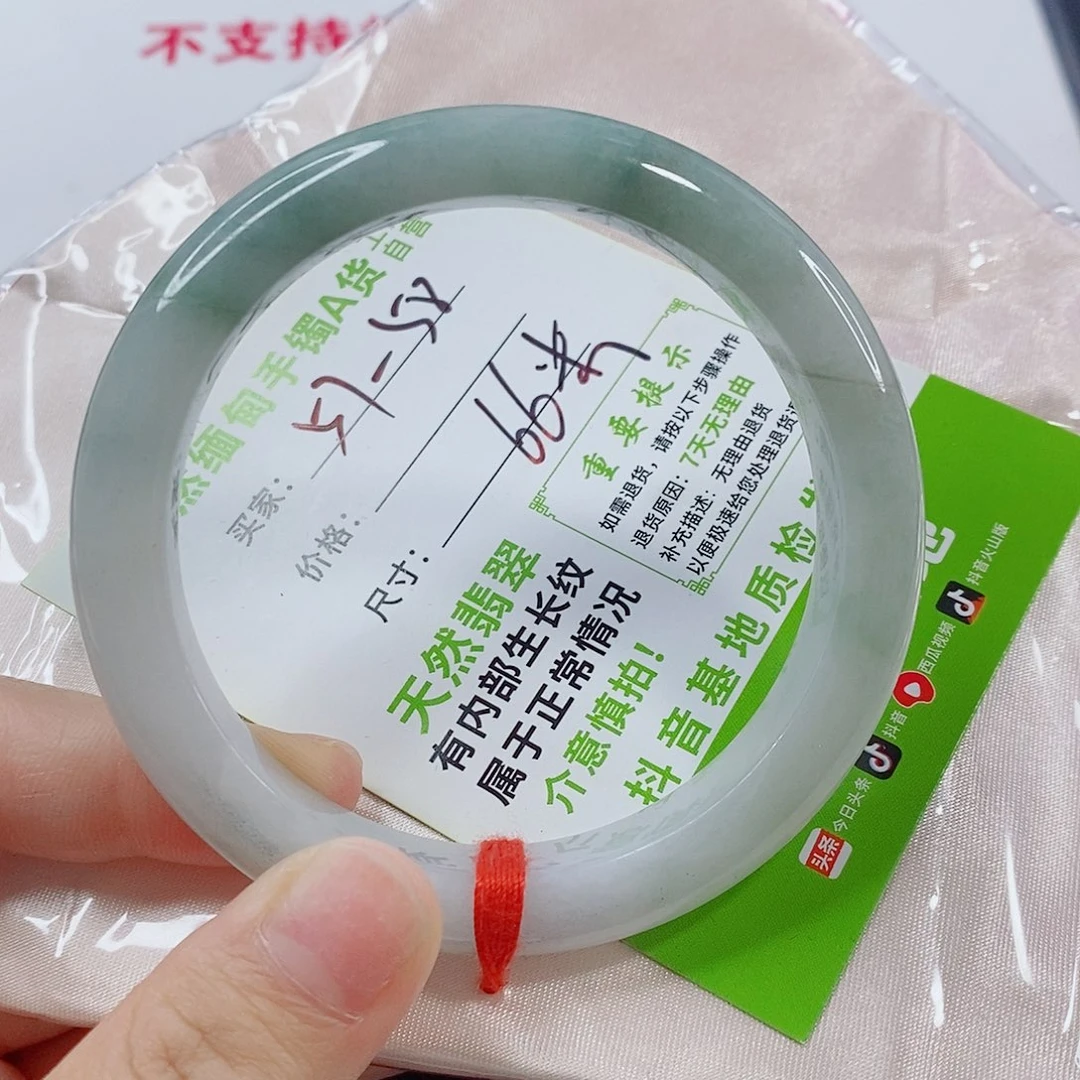 不支持
自营
然缅甸手镯A货
买家：
价格：
尺寸：
重要提示
如需退货，请按以下步骤操作
退货原因：7天无理由
补充描述：无理由退货
以便极速给您处理退货
天然翡翠
有内部生长纹
属于正常情况
介意慎拍！
抖音基地质检
头条
今日头条
抖音
西瓜视频
抖音火山版